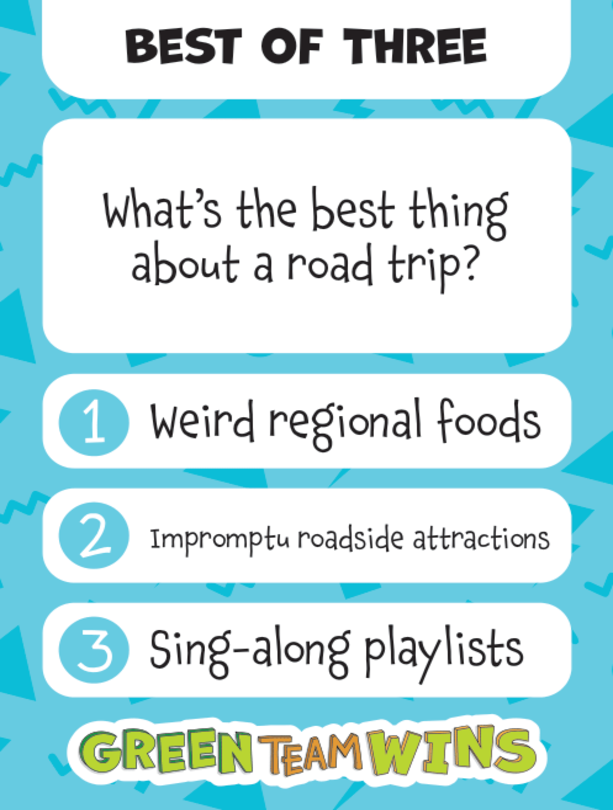 BEST OF THREE
What's the best thing
about a road trip?
1 Weird regional foods
2 Impromptu roadside attractions
3 Sing-along playlists
GREEN TEAM WINS